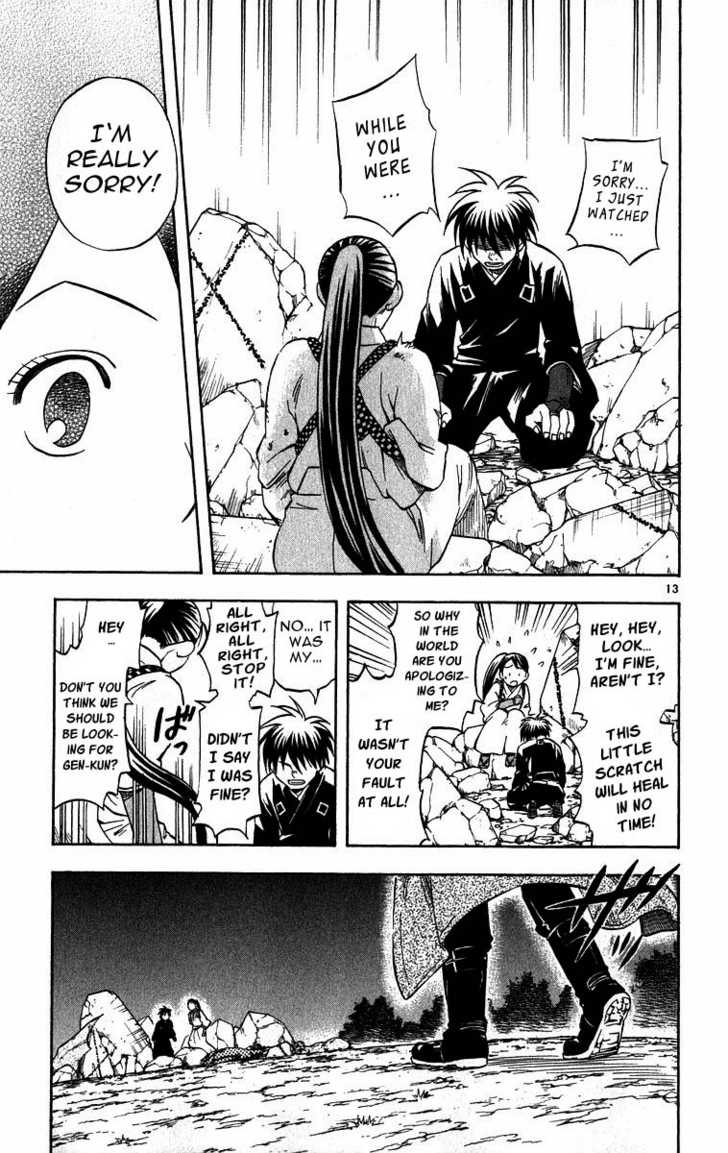 I'M
SORRY...
I JUST
WATCHED
...
WHILE
YOU
WERE
...
I'M
REALLY
SORRY!
13
HEY, HEY,
LOOK...
I'M FINE,
AREN'T I?
THIS
LITTLE
SCRATCH
WILL HEAL
IN NO
TIME!
SO WHY
IN THE
WORLD
ARE YOU
APOLOGIZ-
ING TO
ME?
IT
WASN'T
YOUR
FAULT
AT ALL!
NO... IT
WAS
MY...
ALL
RIGHT,
ALL
RIGHT,
STOP
IT!
DIDN'T
I SAY
I WAS
FINE?
ばっ
HEY
...
DON'T YOU
THINK WE
SHOULD
BE LOOK-
ING FOR
GEN-KUN?